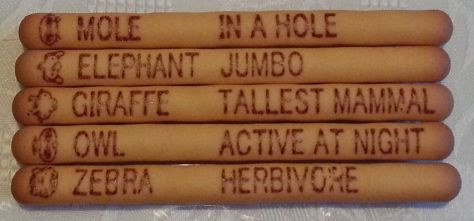 MOLE IN A HOLE
ELEPHANT JUMBO
GIRAFFE TALLEST MAMMAL
OWL ACTIVE AT NIGHT
ZEBRA HERBIVORE